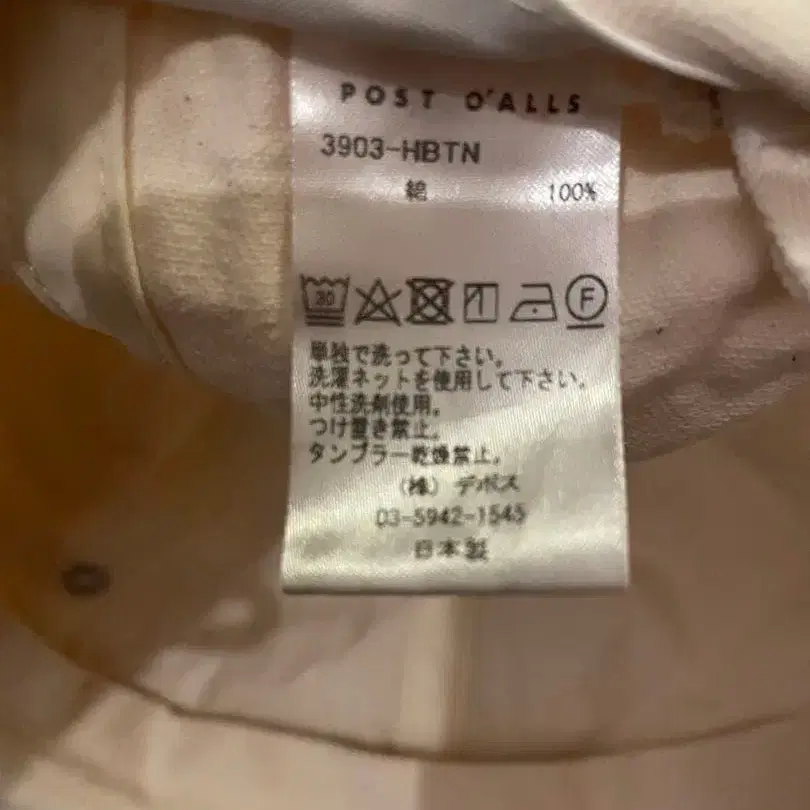 POST O'ALLS
3903-HBTN
綿 100%
30 F
単独で洗って下さい。
洗濯ネットを使用して下さい。
中性洗剤使用。
つけ置き禁止。
タンブラー乾燥禁止。
(株) デポス
03-5942-1545
日本製